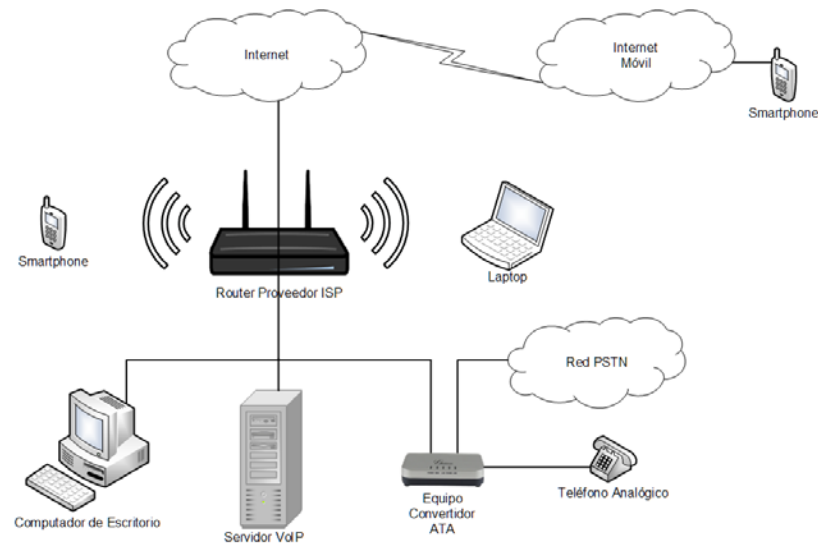 Internet
Internet
Móvil
Smartphone
Smartphone
Laptop
Router Proveedor ISP
Red PSTN
Computador de Escritorio
Servidor VoIP
Equipo
Convertidor
ATA
Teléfono Analógico